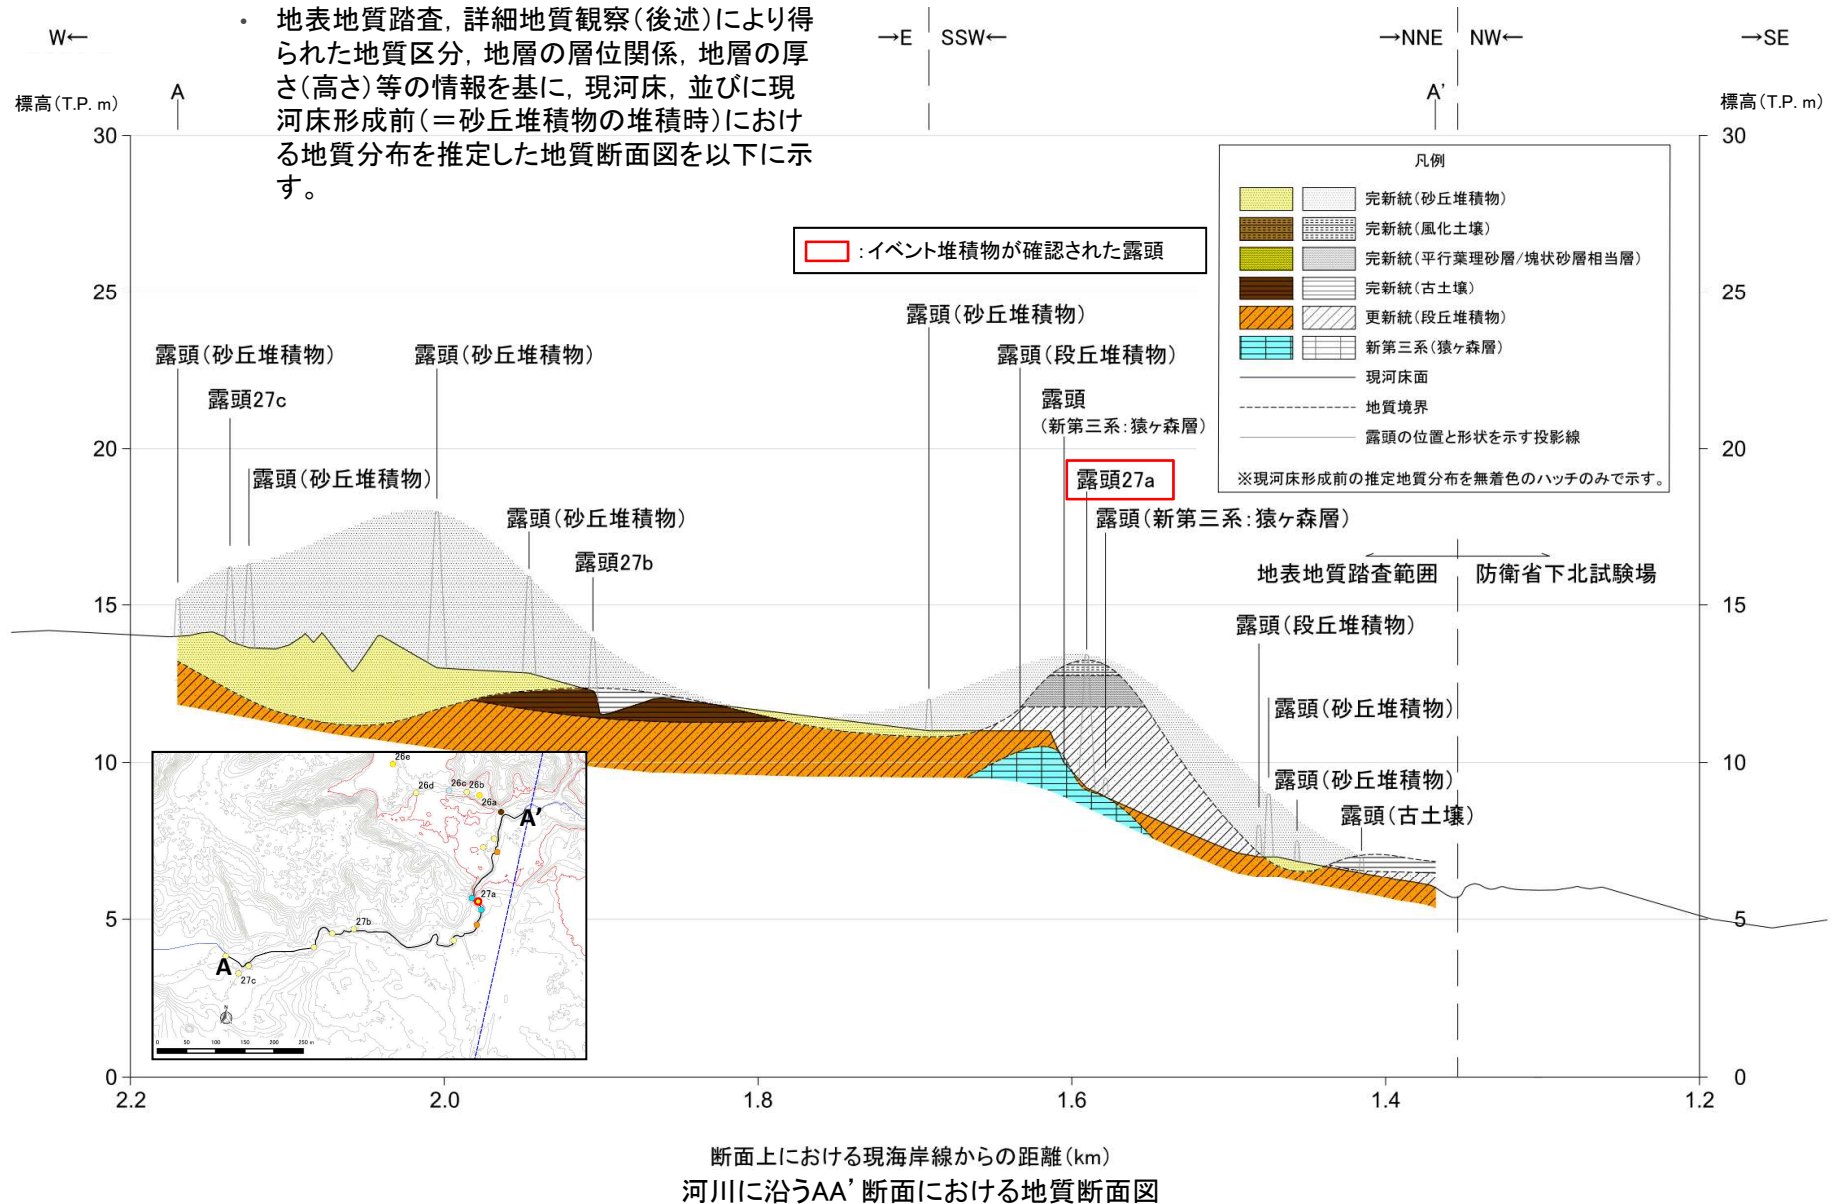 ・ 地表地質踏査，詳細地質観察（後述）により得
られた地質区分，地層の層位関係，地層の厚
さ（高さ）等の情報を基に，現河床，並びに現
河床形成前（＝砂丘堆積物の堆積時）におけ
る地質分布を推定した地質断面図を以下に示
す。
W←
→E
SSW←
→NNE
NW←
→SE
標高（T.P. m）
A
A'
標高（T.P. m）
30
25
20
15
10
5
0
30
25
20
15
10
5
0
凡例
完新統（砂丘堆積物）
完新統（風化土壌）
完新統（平行葉理砂層/塊状砂層相当層）
完新統（古土壌）
更新統（段丘堆積物）
新第三系（猿ヶ森層）
現河床面
地質境界
露頭の位置と形状を示す投影線
※現河床形成前の推定地質分布を無着色のハッチのみで示す。
：イベント堆積物が確認された露頭
露頭（砂丘堆積物）
露頭27c
露頭（砂丘堆積物）
露頭（砂丘堆積物）
露頭（砂丘堆積物）
露頭27b
露頭（砂丘堆積物）
露頭（段丘堆積物）
露頭
（新第三系：猿ヶ森層）
露頭27a
露頭（新第三系：猿ヶ森層）
地表地質踏査範囲
防衛省下北試験場
露頭（段丘堆積物）
露頭（砂丘堆積物）
露頭（砂丘堆積物）
露頭（古土壌）
26e
26d
26c
26b
26a
A'
27a
27b
A
27c
N
0 50 100 150 200 250 m
2.2 2.0 1.8 1.6 1.4 1.2
断面上における現海岸線からの距離（km）
河川に沿うAA'断面における地質断面図